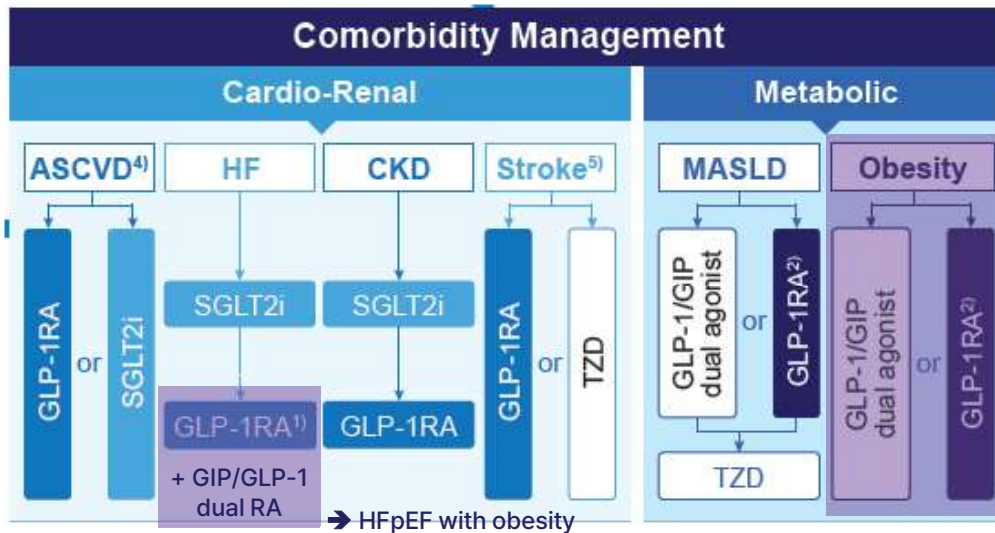 Comorbidity Management
Cardio-Renal
Metabolic
ASCVD4)
HF
CKD
Stroke5)
MASLD
Obesity
GLP-1RA
or
SGLT2i
SGLT2i
GLP-1RA1)
+ GIP/GLP-1
dual RA
➔ HFpEF with obesity
SGLT2i
GLP-1RA
GLP-1RA
or
TZD
GLP-1/GIP
dual agonist
or
GLP-1RA2)
TZD
GLP-1/GIP
dual agonist
or
GLP-1RA2)